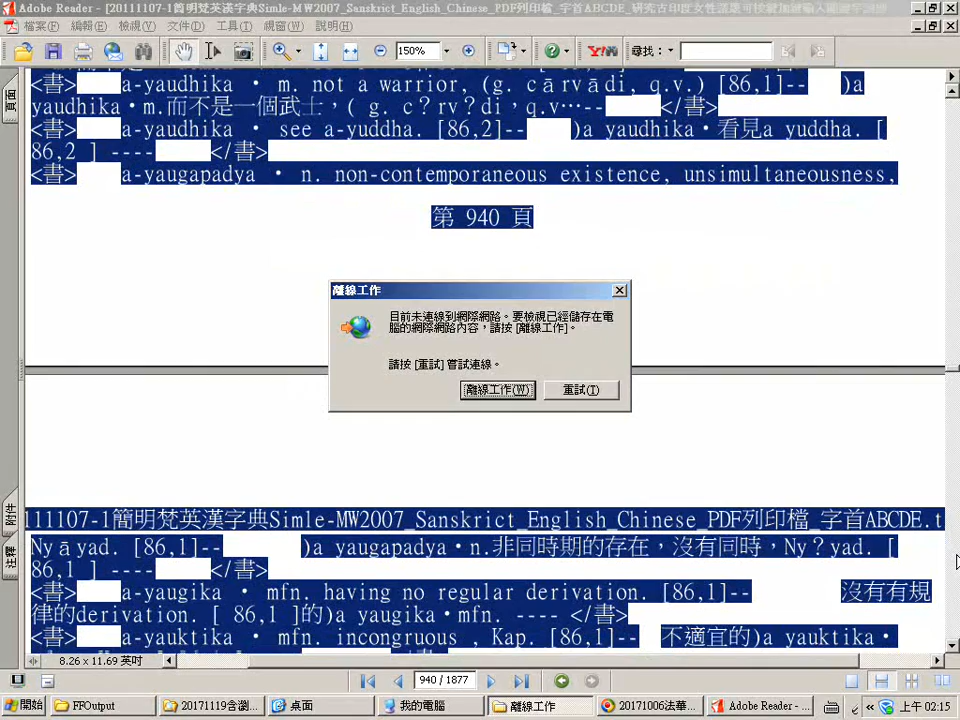 Adobe Reader - [20111107-1簡明梵英漢字典Simle-MW2007_Sanskrict_English_Chinese_PDF列印檔_字首ABCDE_研究古印度女性
檔案(F) 編輯(E) 檢視(V) 文件(D) 工具(T) 視窗(W) 說明(H)
150% 尋找:
頁面
<書> a-yaudhika · m. not a warrior, (g. cārvādi, q.v.) [86,1]-- )a
yaudhika·m.而不是一個武士，( g. c?rv?di，q.v…-- </書>
<書> a-yaudhika · see a-yuddha. [86,2]-- )a yaudhika·看見a yuddha. [
86,2 ] ---- </書>
<書> a-yaugapadya · n. non-contemporaneous existence, unsimultaneousness,
第 940 頁
離線工作
目前未連線到網際網路。要檢視已經儲存在電
腦的網際網路內容，請按 [離線工作]。
請按 [重試] 嘗試連線。
離線工作(W) 重試(T)
附件
注釋
111107-1簡明梵英漢字典Simle-MW2007_Sanskrict_English_Chinese_PDF列印檔_字首ABCDE.t
Nyāyad. [86,1]-- )a yaugapadya·n.非同時期的存在，沒有同時，Ny?yad. [
86,1 ] ---- </書>
<書> a-yaugika · mfn. having no regular derivation. [86,1]-- 沒有有規
律的derivation. [ 86,1 ]的)a yaugika·mfn. ---- </書>
<書> a-yauktika · mfn. incongruous , Kap. [86,1]-- 不適宜的)a yauktika·
8.26 x 11.69 英吋
940 / 1877
開始 FFOutput 20171119含瀏... 桌面 我的電腦 離線工作 20171006法華... Adobe Reader - ... 上午 02:15